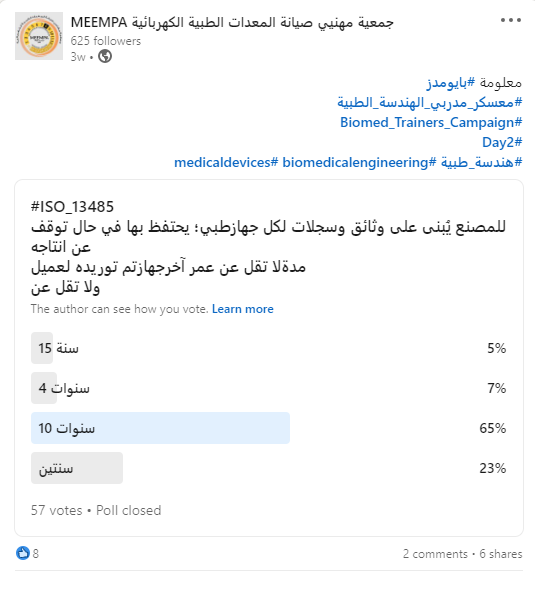 MEEMPA جمعية مهنيي صيانة المعدات الطبية الكهربائية
625 followers
3w •
معلومة #بايومدز
#معسكر_مدربي_الهندسة_الطبية
#Biomed_Trainers_Campaign
#Day2
#هندسة_طبية #medicaldevices #biomedicalengineering
#ISO_13485
للمصنع يُبنى على وثائق وسجلات لكل جهازطبي؛ يحتفظ بها في حال توقف
عن انتاجه
مدةلا تقل عن عمر آخرجهازتم توريده لعميل
ولا تقل عن
The author can see how you vote. Learn more
15 سنة 5%
4 سنوات 7%
10 سنوات 65%
سنتين 23%
57 votes • Poll closed
8
2 comments • 6 shares